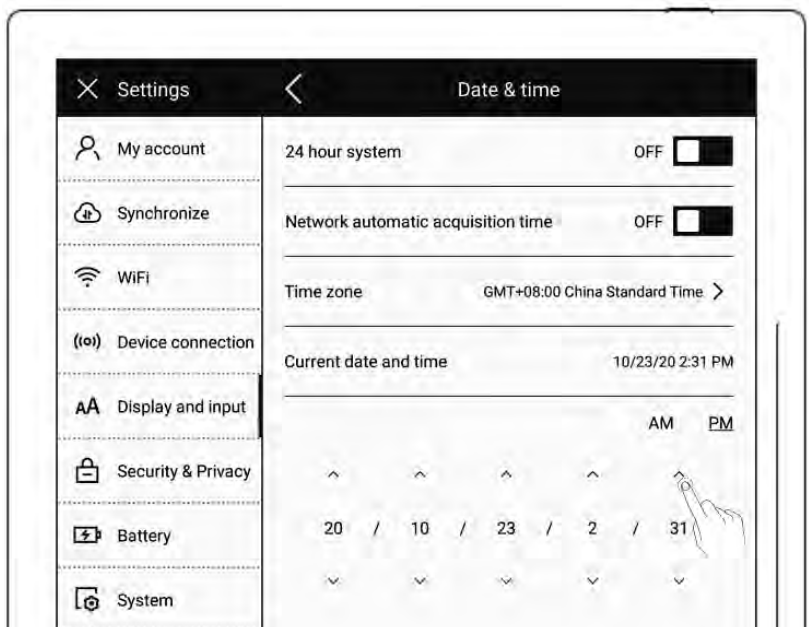 Settings
Date & time
My account
24 hour system
OFF
Synchronize
Network automatic acquisition time
OFF
WiFi
Time zone
GMT+08:00 China Standard Time
Device connection
Current date and time
10/23/20 2:31 PM
AA Display and input
AM PM
Security & Privacy
20 / 10 / 23 / 2 / 31
Battery
System